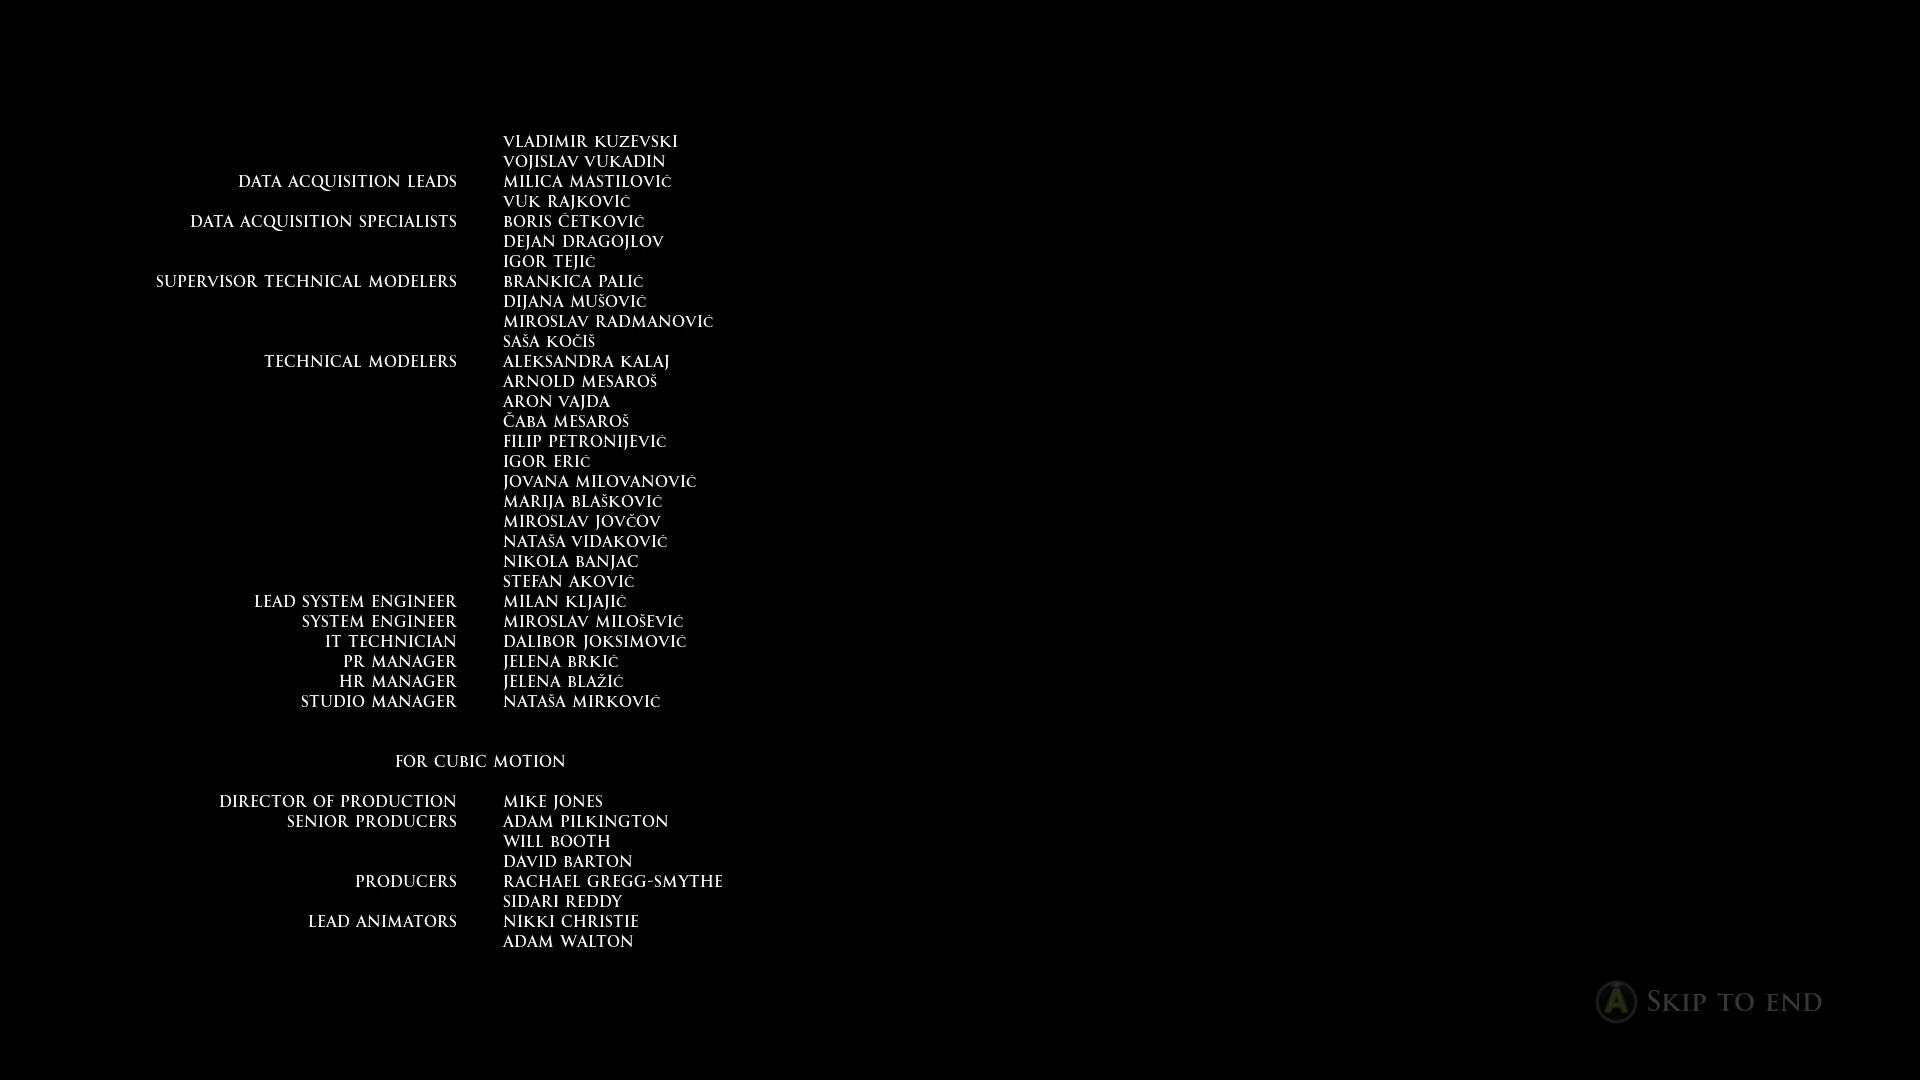 VLADIMIR KUZEVSKI
VOJISLAV VUKADIN
DATA ACQUISITION LEADS MILICA MASTILOVIĆ
VUK RAJKOVIĆ
DATA ACQUISITION SPECIALISTS BORIS ĆETKOVIĆ
DEJAN DRAGOJLOV
IGOR TEJIĆ
SUPERVISOR TECHNICAL MODELERS BRANKICA PALIĆ
DIJANA MUŠOVIĆ
MIROSLAV RADMANOVIĆ
SAŠA KOČIŠ
TECHNICAL MODELERS ALEKSANDRA KALAJ
ARNOLD MESAROŠ
ARON VAJDA
ČABA MESAROŠ
FILIP PETRONIJEVIĆ
IGOR ERIĆ
JOVANA MILOVANOVIĆ
MARIJA BLAŠKOVIĆ
MIROSLAV JOVČOV
NATAŠA VIDAKOVIĆ
NIKOLA BANJAC
STEFAN AKOVIĆ
LEAD SYSTEM ENGINEER MILAN KLJAJIĆ
SYSTEM ENGINEER MIROSLAV MILOŠEVIĆ
IT TECHNICIAN DALIBOR JOKSIMOVIĆ
PR MANAGER JELENA BRKIĆ
HR MANAGER JELENA BLAŽIĆ
STUDIO MANAGER NATAŠA MIRKOVIĆ
FOR CUBIC MOTION
DIRECTOR OF PRODUCTION MIKE JONES
SENIOR PRODUCERS ADAM PILKINGTON
WILL BOOTH
DAVID BARTON
PRODUCERS RACHAEL GREGG-SMYTHE
SIDARI REDDY
LEAD ANIMATORS NIKKI CHRISTIE
ADAM WALTON
A SKIP TO END